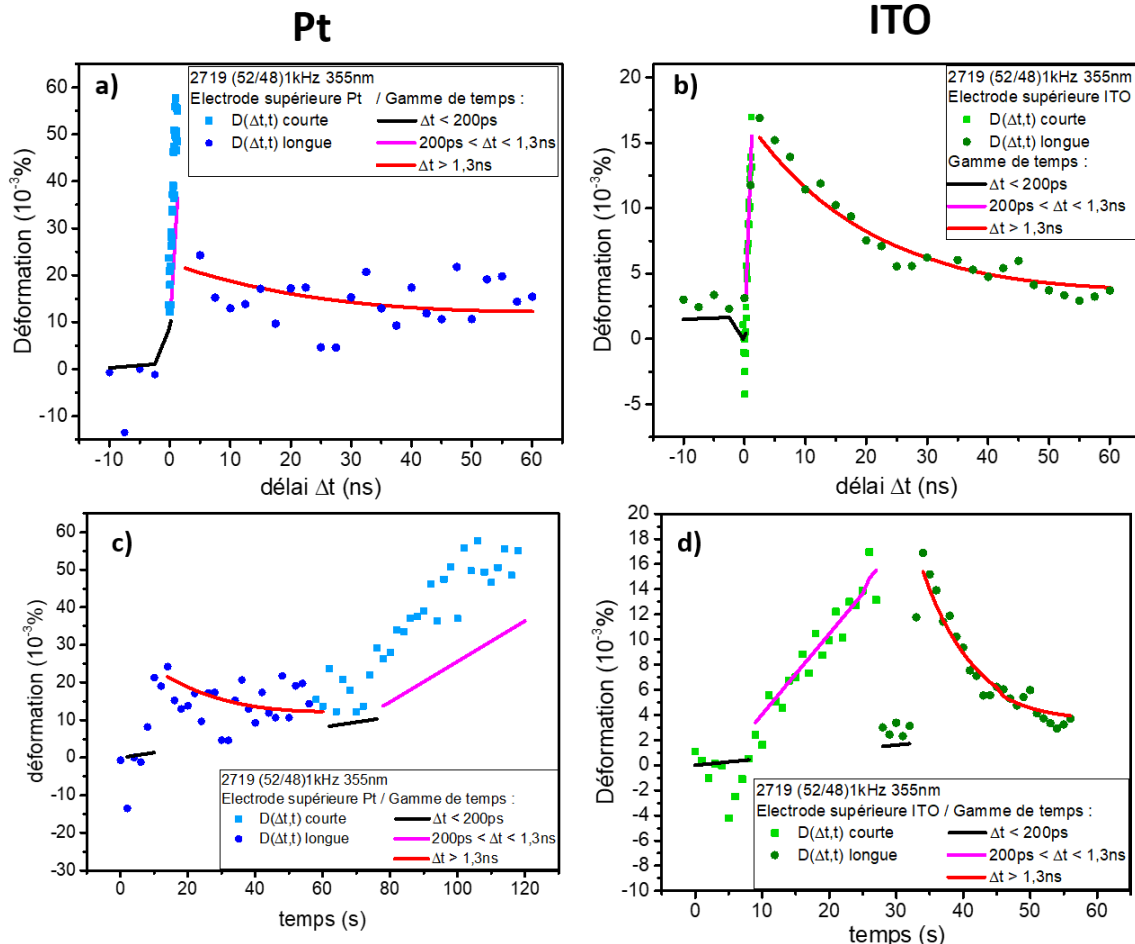 Pt
ITO
a)
2719 (52/48)1kHz 355nm
Electrode supérieure Pt / Gamme de temps :
D(Δt,t) courte
D(Δt,t) longue
Δt < 200ps
200ps < Δt < 1,3ns
Δt > 1,3ns
60
50
40
30
20
10
0
-10
Déformation (10⁻³%)
-10 0 10 20 30 40 50 60
délai Δt (ns)
b)
2719 (52/48)1kHz 355nm
Electrode supérieure ITO
D(Δt,t) courte
D(Δt,t) longue
Gamme de temps :
Δt < 200ps
200ps < Δt < 1,3ns
Δt > 1,3ns
20
15
10
5
0
-5
Déformation (10⁻³%)
-10 0 10 20 30 40 50 60
délai Δt (ns)
c)
60
50
40
30
20
10
0
-10
-20
-30
déformation (10⁻³%)
2719 (52/48)1kHz 355nm
Electrode supérieure Pt / Gamme de temps :
D(Δt,t) courte
D(Δt,t) longue
Δt < 200ps
200ps < Δt < 1,3ns
Δt > 1,3ns
0 20 40 60 80 100 120
temps (s)
d)
20
18
16
14
12
10
8
6
4
2
0
-2
-4
-6
-8
-10
Déformation (10⁻³%)
2719 (52/48)1kHz 355nm
Electrode supérieure ITO / Gamme de temps :
D(Δt,t) courte
D(Δt,t) longue
Δt < 200ps
200ps < Δt < 1,3ns
Δt > 1,3ns
0 10 20 30 40 50 60
temps (s)